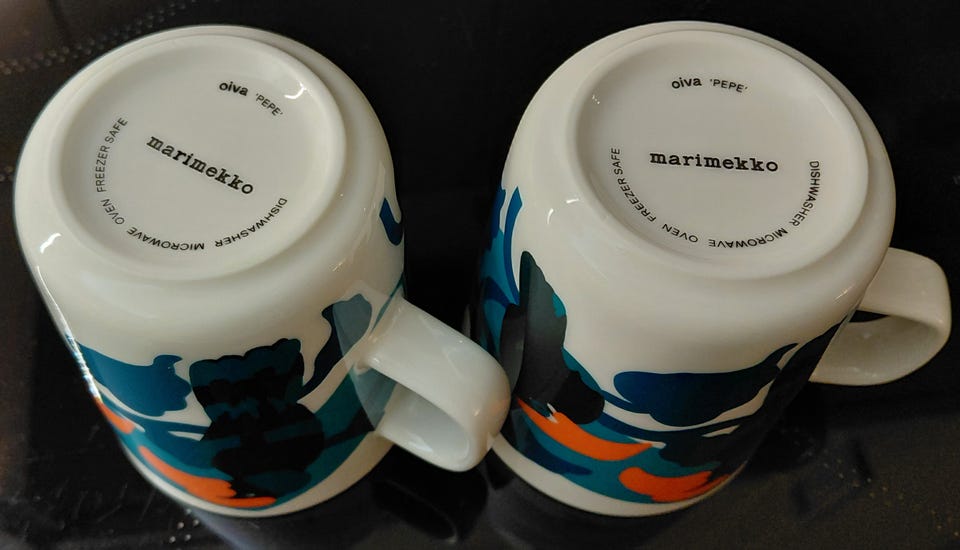 oiva 'PEPE'
marimekko
DISHWASHER MICROWAVE OVEN FREEZER SAFE
oiva 'PEPE'
marimekko
DISHWASHER MICROWAVE OVEN FREEZER SAFE